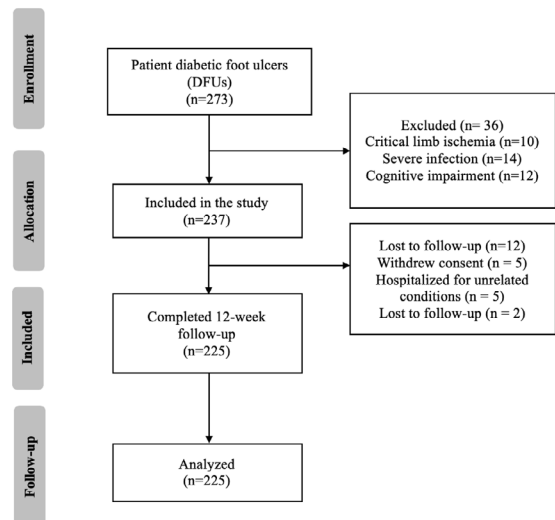 Enrollment
Patient diabetic foot ulcers
(DFUs)
(n=273)
Excluded (n= 36)
Critical limb ischemia (n=10)
Severe infection (n=14)
Cognitive impairment (n=12)
Allocation
Included in the study
(n=237)
Lost to follow-up (n=12)
Withdrew consent (n = 5)
Hospitalized for unrelated
conditions (n = 5)
Lost to follow-up (n = 2)
Included
Completed 12-week
follow-up
(n=225)
Follow-up
Analyzed
(n=225)